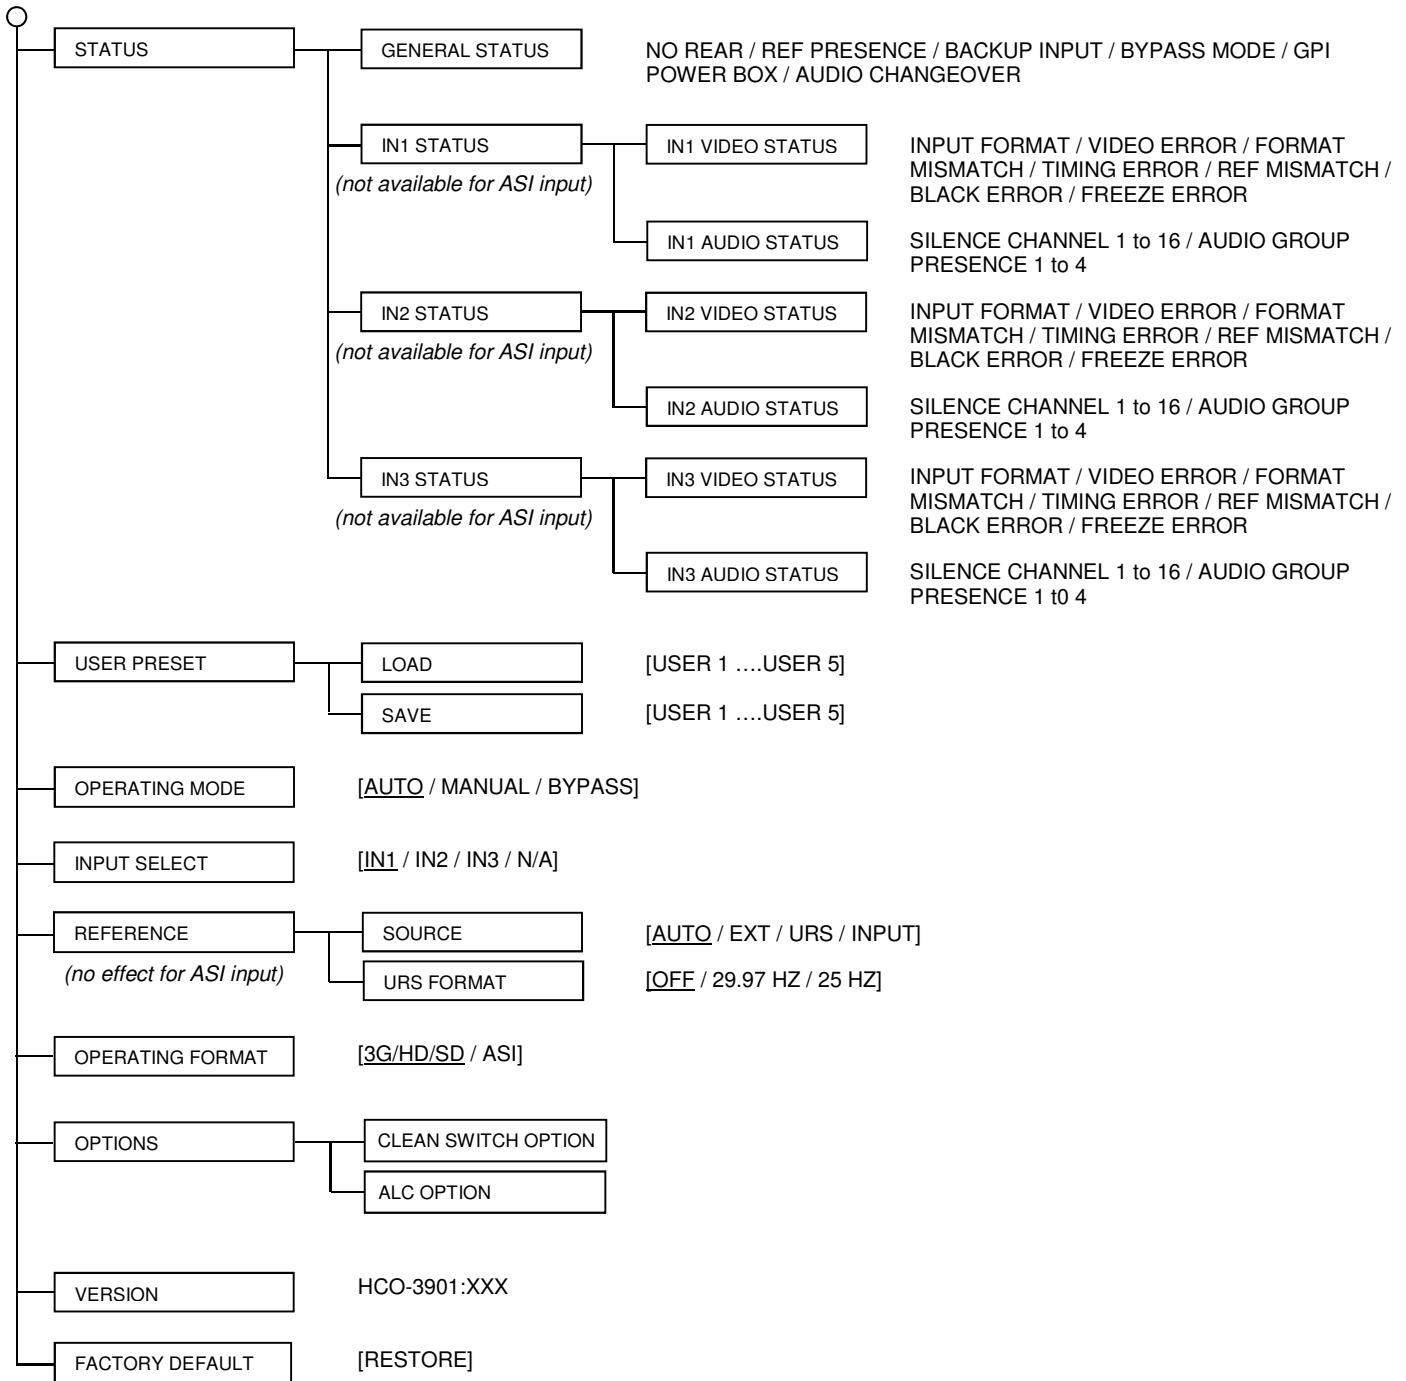 STATUS
GENERAL STATUS
NO REAR / REF PRESENCE / BACKUP INPUT / BYPASS MODE / GPI
POWER BOX / AUDIO CHANGEOVER
IN1 STATUS
(not available for ASI input)
IN1 VIDEO STATUS
INPUT FORMAT / VIDEO ERROR / FORMAT
MISMATCH / TIMING ERROR / REF MISMATCH /
BLACK ERROR / FREEZE ERROR
IN1 AUDIO STATUS
SILENCE CHANNEL 1 to 16 / AUDIO GROUP
PRESENCE 1 to 4
IN2 STATUS
(not available for ASI input)
IN2 VIDEO STATUS
INPUT FORMAT / VIDEO ERROR / FORMAT
MISMATCH / TIMING ERROR / REF MISMATCH /
BLACK ERROR / FREEZE ERROR
IN2 AUDIO STATUS
SILENCE CHANNEL 1 to 16 / AUDIO GROUP
PRESENCE 1 to 4
IN3 STATUS
(not available for ASI input)
IN3 VIDEO STATUS
INPUT FORMAT / VIDEO ERROR / FORMAT
MISMATCH / TIMING ERROR / REF MISMATCH /
BLACK ERROR / FREEZE ERROR
IN3 AUDIO STATUS
SILENCE CHANNEL 1 to 16 / AUDIO GROUP
PRESENCE 1 t0 4
USER PRESET
LOAD
[USER 1 ….USER 5]
SAVE
[USER 1 ….USER 5]
OPERATING MODE
[AUTO / MANUAL / BYPASS]
INPUT SELECT
[IN1 / IN2 / IN3 / N/A]
REFERENCE
(no effect for ASI input)
SOURCE
[AUTO / EXT / URS / INPUT]
URS FORMAT
[OFF / 29.97 HZ / 25 HZ]
OPERATING FORMAT
[3G/HD/SD / ASI]
OPTIONS
CLEAN SWITCH OPTION
ALC OPTION
VERSION
HCO-3901:XXX
FACTORY DEFAULT
[RESTORE]